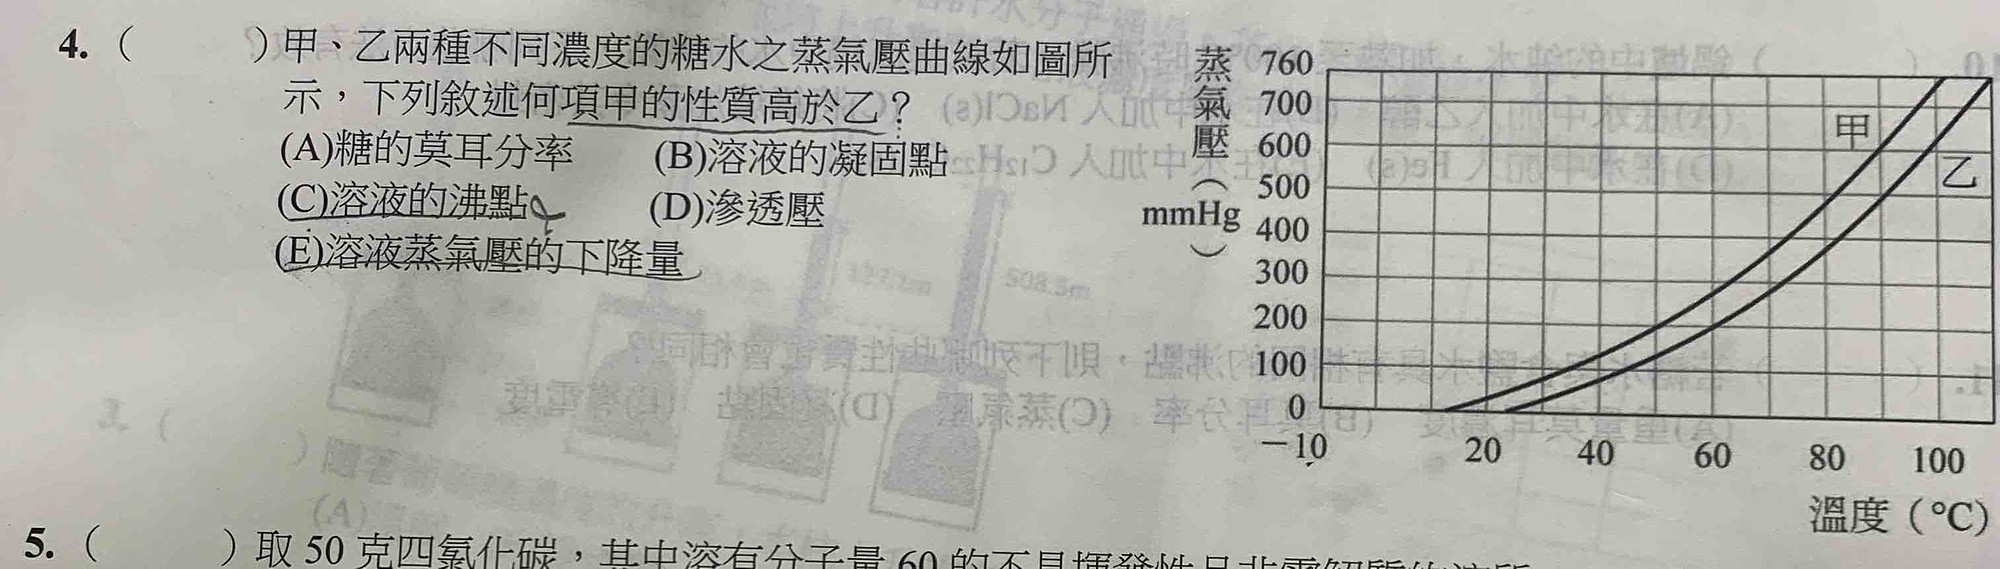 4. ( )甲、乙兩種不同濃度的糖水之蒸氣壓曲線如圖所
示，下列敘述何項甲的性質高於乙？
(A)糖的莫耳分率 (B)溶液的凝固點
(C)溶液的沸點 (D)滲透壓
(E)溶液蒸氣壓的下降量
蒸氣壓(mmHg)
760
700
600
500
400
300
200
100
0
甲
乙
-10 20 40 60 80 100
溫度(°C)
5. ( )取 50 克四氯化碳，其中溶有分子量 60 的不具揮發性且非電解質的溶質